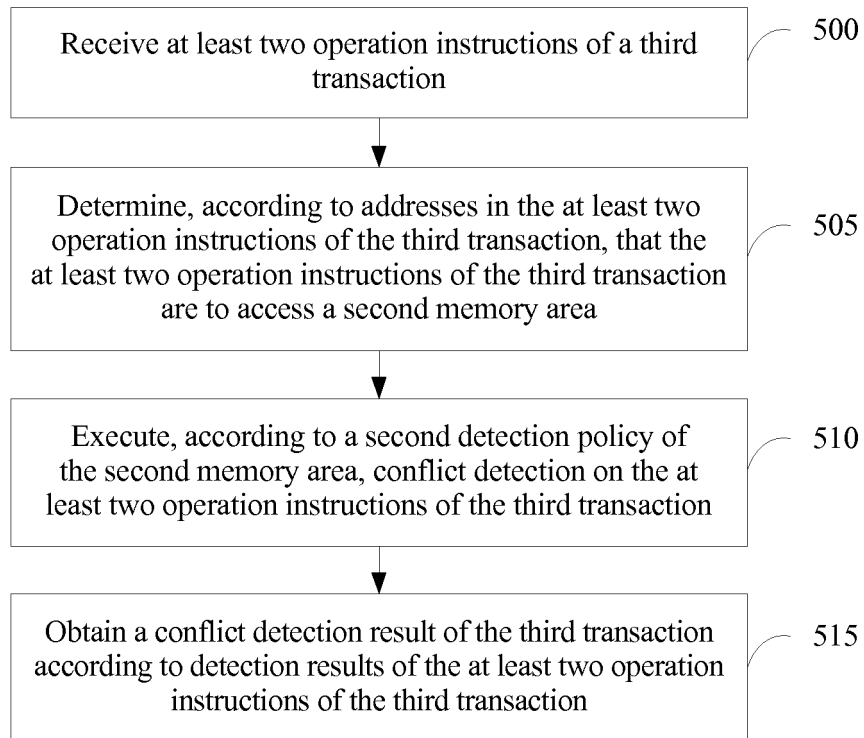 Receive at least two operation instructions of a third
transaction
500
Determine, according to addresses in the at least two
operation instructions of the third transaction, that the
at least two operation instructions of the third transaction
are to access a second memory area
505
Execute, according to a second detection policy of
the second memory area, conflict detection on the at
least two operation instructions of the third transaction
510
Obtain a conflict detection result of the third transaction
according to detection results of the at least two operation
instructions of the third transaction
515